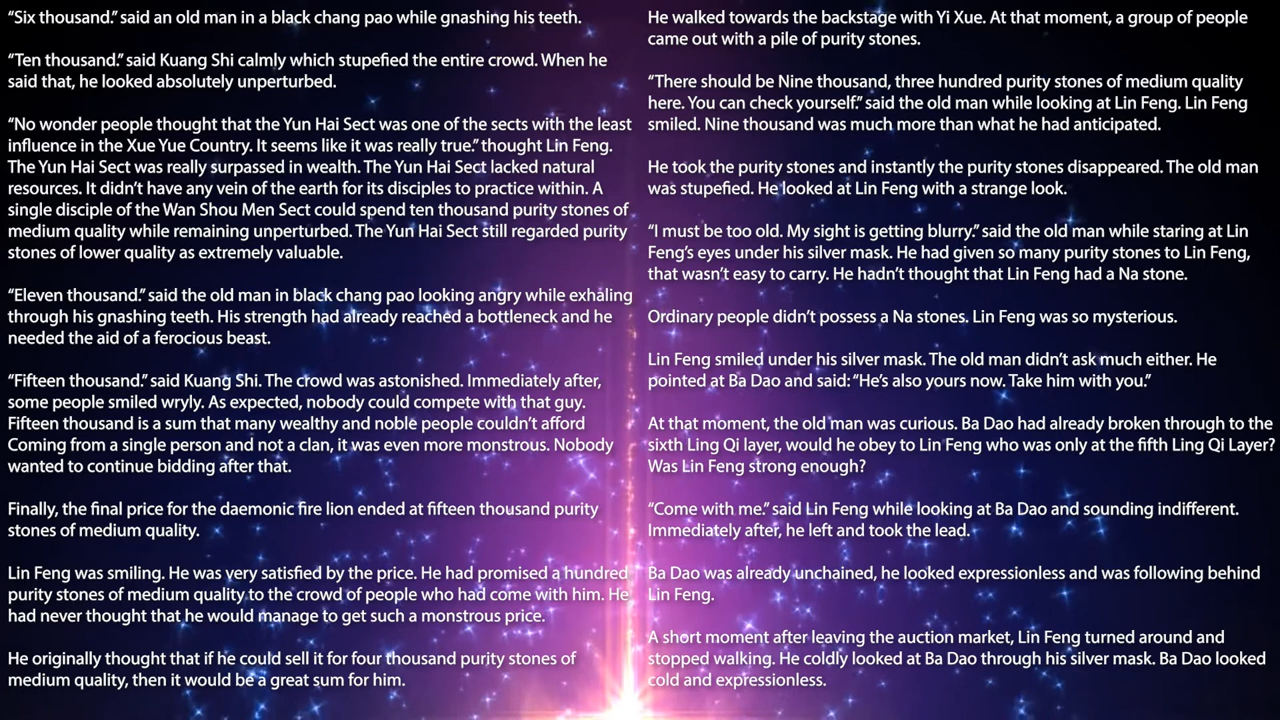 “Six thousand.” said an old man in a black chang pao while gnashing his teeth.
“Ten thousand.” said Kuang Shi calmly which stupefied the entire crowd. When he
said that, he looked absolutely unperturbed.
“No wonder people thought that the Yun Hai Sect was one of the sects with the least
influence in the Xue Yue Country. It seems like it was really true.” thought Lin Feng.
The Yun Hai Sect was really surpassed in wealth. The Yun Hai Sect lacked natural
resources. It didn’t have any vein of the earth for its disciples to practice within. A
single disciple of the Wan Shou Men Sect could spend ten thousand purity stones of
medium quality while remaining unperturbed. The Yun Hai Sect still regarded purity
stones of lower quality as extremely valuable.
“Eleven thousand.” said the old man in black chang pao looking angry while exhaling
through his gnashing teeth. His strength had already reached a bottleneck and he
needed the aid of a ferocious beast.
“Fifteen thousand.” said Kuang Shi. The crowd was astonished. Immediately after,
some people smiled wryly. As expected, nobody could compete with that guy.
Fifteen thousand is a sum that many wealthy and noble people couldn’t afford
Coming from a single person and not a clan, it was even more monstrous. Nobody
wanted to continue bidding after that.
Finally, the final price for the daemonic fire lion ended at fifteen thousand purity
stones of medium quality.
Lin Feng was smiling. He was very satisfied by the price. He had promised a hundred
purity stones of medium quality to the crowd of people who had come with him. He
had never thought that he would manage to get such a monstrous price.
He originally thought that if he could sell it for four thousand purity stones of
medium quality, then it would be a great sum for him.
He walked towards the backstage with Yi Xue. At that moment, a group of people
came out with a pile of purity stones.
“There should be Nine thousand, three hundred purity stones of medium quality
here. You can check yourself.” said the old man while looking at Lin Feng. Lin Feng
smiled. Nine thousand was much more than what he had anticipated.
He took the purity stones and instantly the purity stones disappeared. The old man
was stupefied. He looked at Lin Feng with a strange look.
“I must be too old. My sight is getting blurry.” said the old man while staring at Lin
Feng’s eyes under his silver mask. He had given so many purity stones to Lin Feng,
that wasn’t easy to carry. He hadn’t thought that Lin Feng had a Na stone.
Ordinary people didn’t possess a Na stones. Lin Feng was so mysterious.
Lin Feng smiled under his silver mask. The old man didn’t ask much either. He
pointed at Ba Dao and said: “He’s also yours now. Take him with you.”
At that moment, the old man was curious. Ba Dao had already broken through to the
sixth Ling Qi layer, would he obey to Lin Feng who was only at the fifth Ling Qi Layer?
Was Lin Feng strong enough?
“Come with me.” said Lin Feng while looking at Ba Dao and sounding indifferent.
Immediately after, he left and took the lead.
Ba Dao was already unchained, he looked expressionless and was following behind
Lin Feng.
A short moment after leaving the auction market, Lin Feng turned around and
stopped walking. He coldly looked at Ba Dao through his silver mask. Ba Dao looked
cold and expressionless.